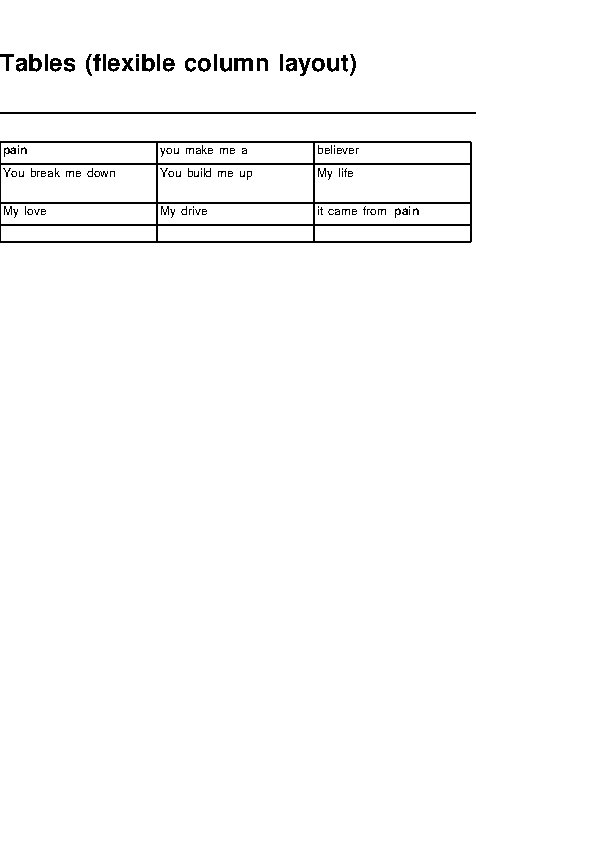 Tables (flexible column layout)
pain you make me a believer
You break me down You build me up My life
My love My drive it came from pain